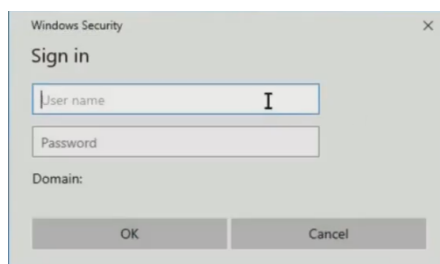 Windows Security
Sign in
User name
Password
Domain:
OK Cancel